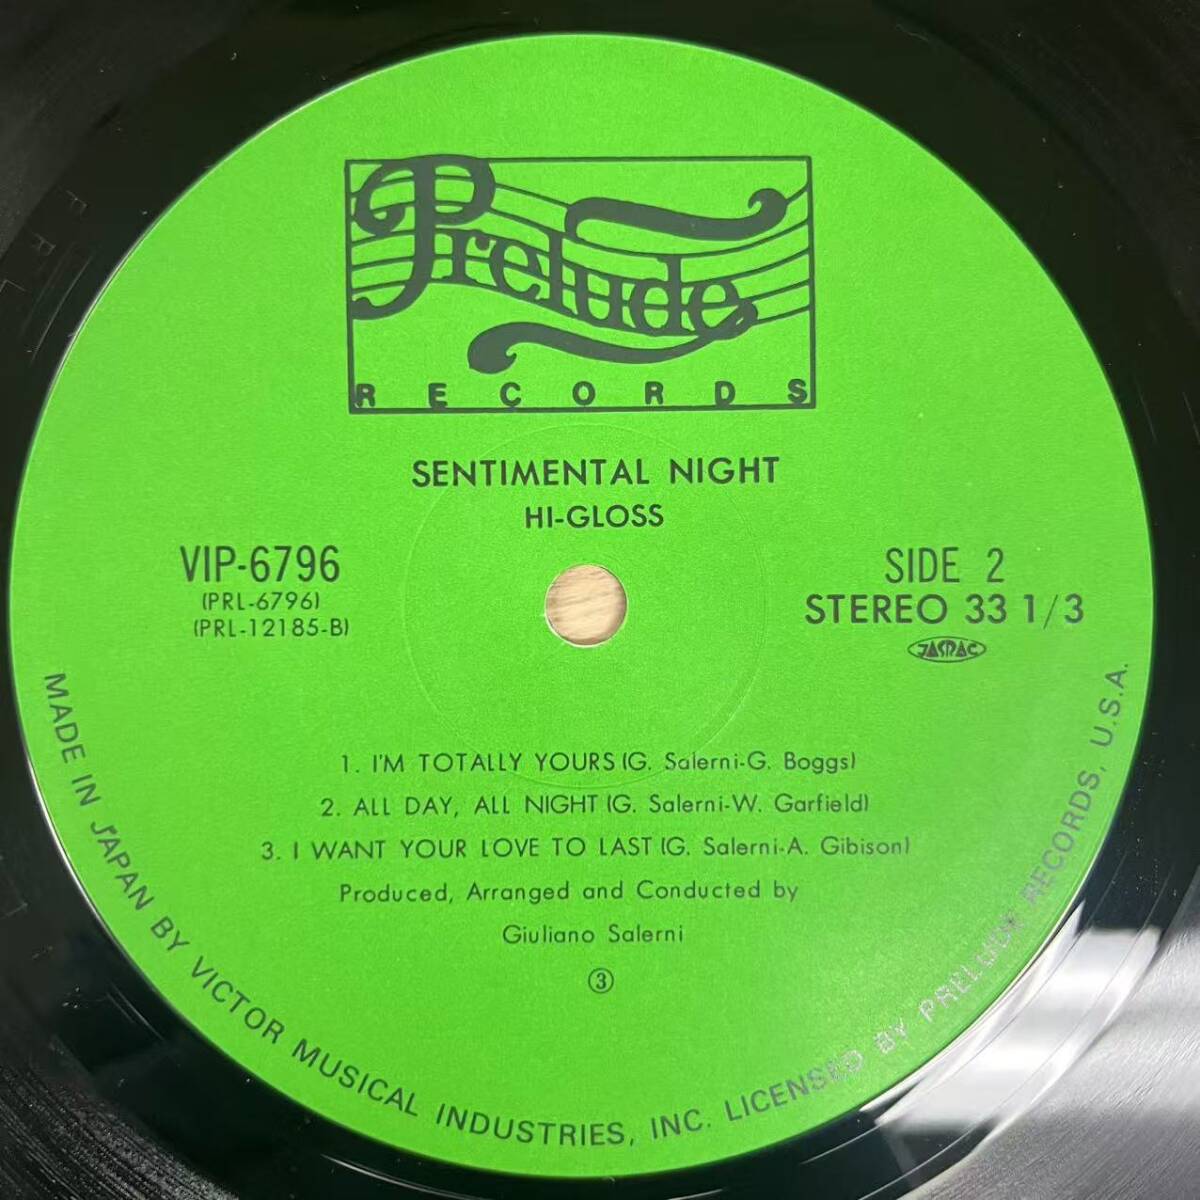 Prelude
RECORDS
SENTIMENTAL NIGHT
HI-GLOSS
VIP-6796
(PRL-6796)
(PRL-12185-B)
SIDE 2
STEREO 33 1/3
JASRAC
1. I'M TOTALLY YOURS (G. Salerni-G. Boggs)
2. ALL DAY, ALL NIGHT (G. Salerni-W. Garfield)
3. I WANT YOUR LOVE TO LAST (G. Salerni-A. Gibison)
Produced, Arranged and Conducted by
Giuliano Salerni
③
MADE IN JAPAN BY VICTOR MUSICAL INDUSTRIES, INC. LICENSED BY PRELUDE RECORDS, U.S.A.